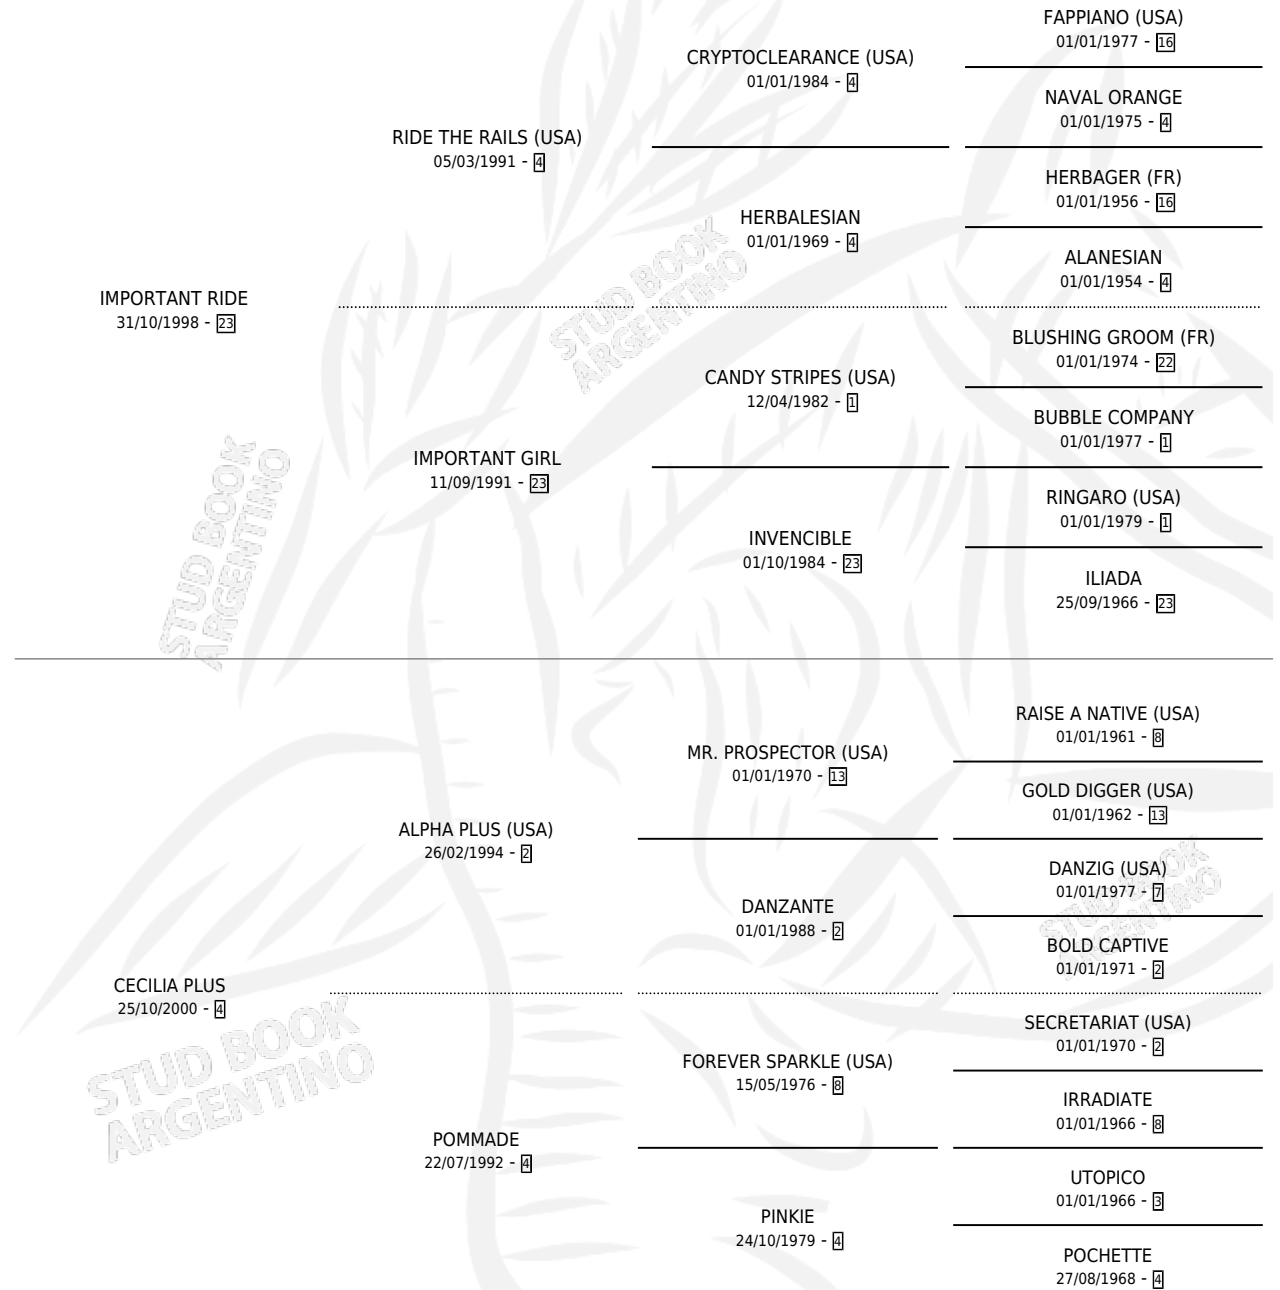 FAPPIANO (USA)
01/01/1977 - 16
CRYPTOCLEARANCE (USA)
01/01/1984 - 4
NAVAL ORANGE
01/01/1975 - 4
RIDE THE RAILS (USA)
05/03/1991 - 4
HERBAGER (FR)
01/01/1956 - 16
HERBALESIAN
01/01/1969 - 4
ALANESIAN
01/01/1954 - 4
IMPORTANT RIDE
31/10/1998 - 23
BLUSHING GROOM (FR)
01/01/1974 - 22
CANDY STRIPES (USA)
12/04/1982 - 1
BUBBLE COMPANY
01/01/1977 - 1
IMPORTANT GIRL
11/09/1991 - 23
RINGARO (USA)
01/01/1979 - 1
INVENCIBLE
01/10/1984 - 23
ILIADA
25/09/1966 - 23
RAISE A NATIVE (USA)
01/01/1961 - 8
MR. PROSPECTOR (USA)
01/01/1970 - 13
GOLD DIGGER (USA)
01/01/1962 - 13
ALPHA PLUS (USA)
26/02/1994 - 2
DANZIG (USA)
01/01/1977 - 7
DANZANTE
01/01/1988 - 2
BOLD CAPTIVE
01/01/1971 - 2
CECILIA PLUS
25/10/2000 - 4
SECRETARIAT (USA)
01/01/1970 - 2
FOREVER SPARKLE (USA)
15/05/1976 - 8
IRRADIATE
01/01/1966 - 8
POMMADE
22/07/1992 - 4
UTOPICO
01/01/1966 - 3
PINKIE
24/10/1979 - 4
POCHETTE
27/08/1968 - 4
STUD BOOK
ARGENTINO
STUD BOOK
ARGENTINO
STUD BOOK
ARGENTINO
STUD BOOK
ARGENTINO